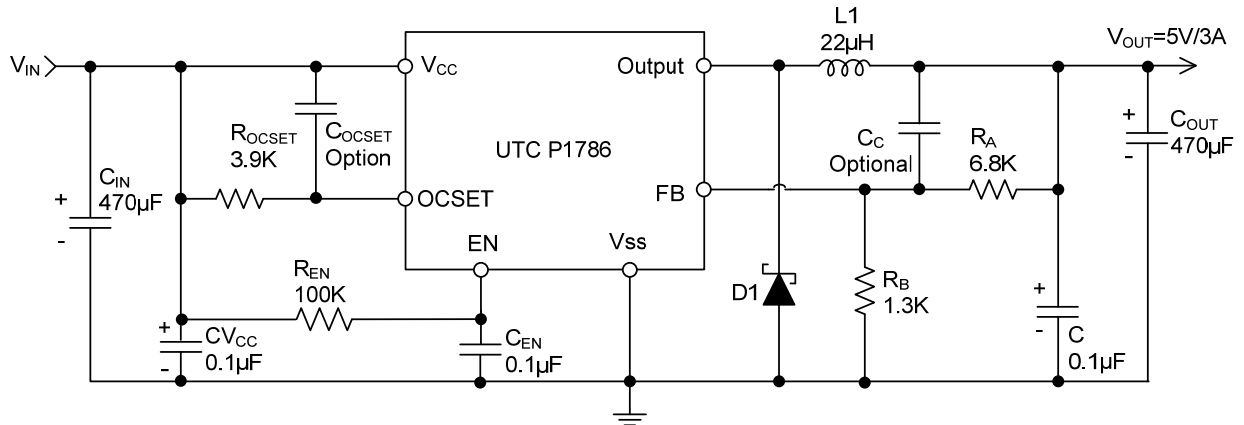 L1
22µH
VOUT=5V/3A
VIN
VCC
Output
ROCSET
3.9K
COCSET
Option
UTC P1786
CC
Optional
RA
6.8K
COUT
470µF
+
-
CIN
470µF
+
-
OCSET
FB
EN
Vss
REN
100K
D1
RB
1.3K
CVCC
0.1µF
+
-
CEN
0.1µF
+
-
C
0.1µF